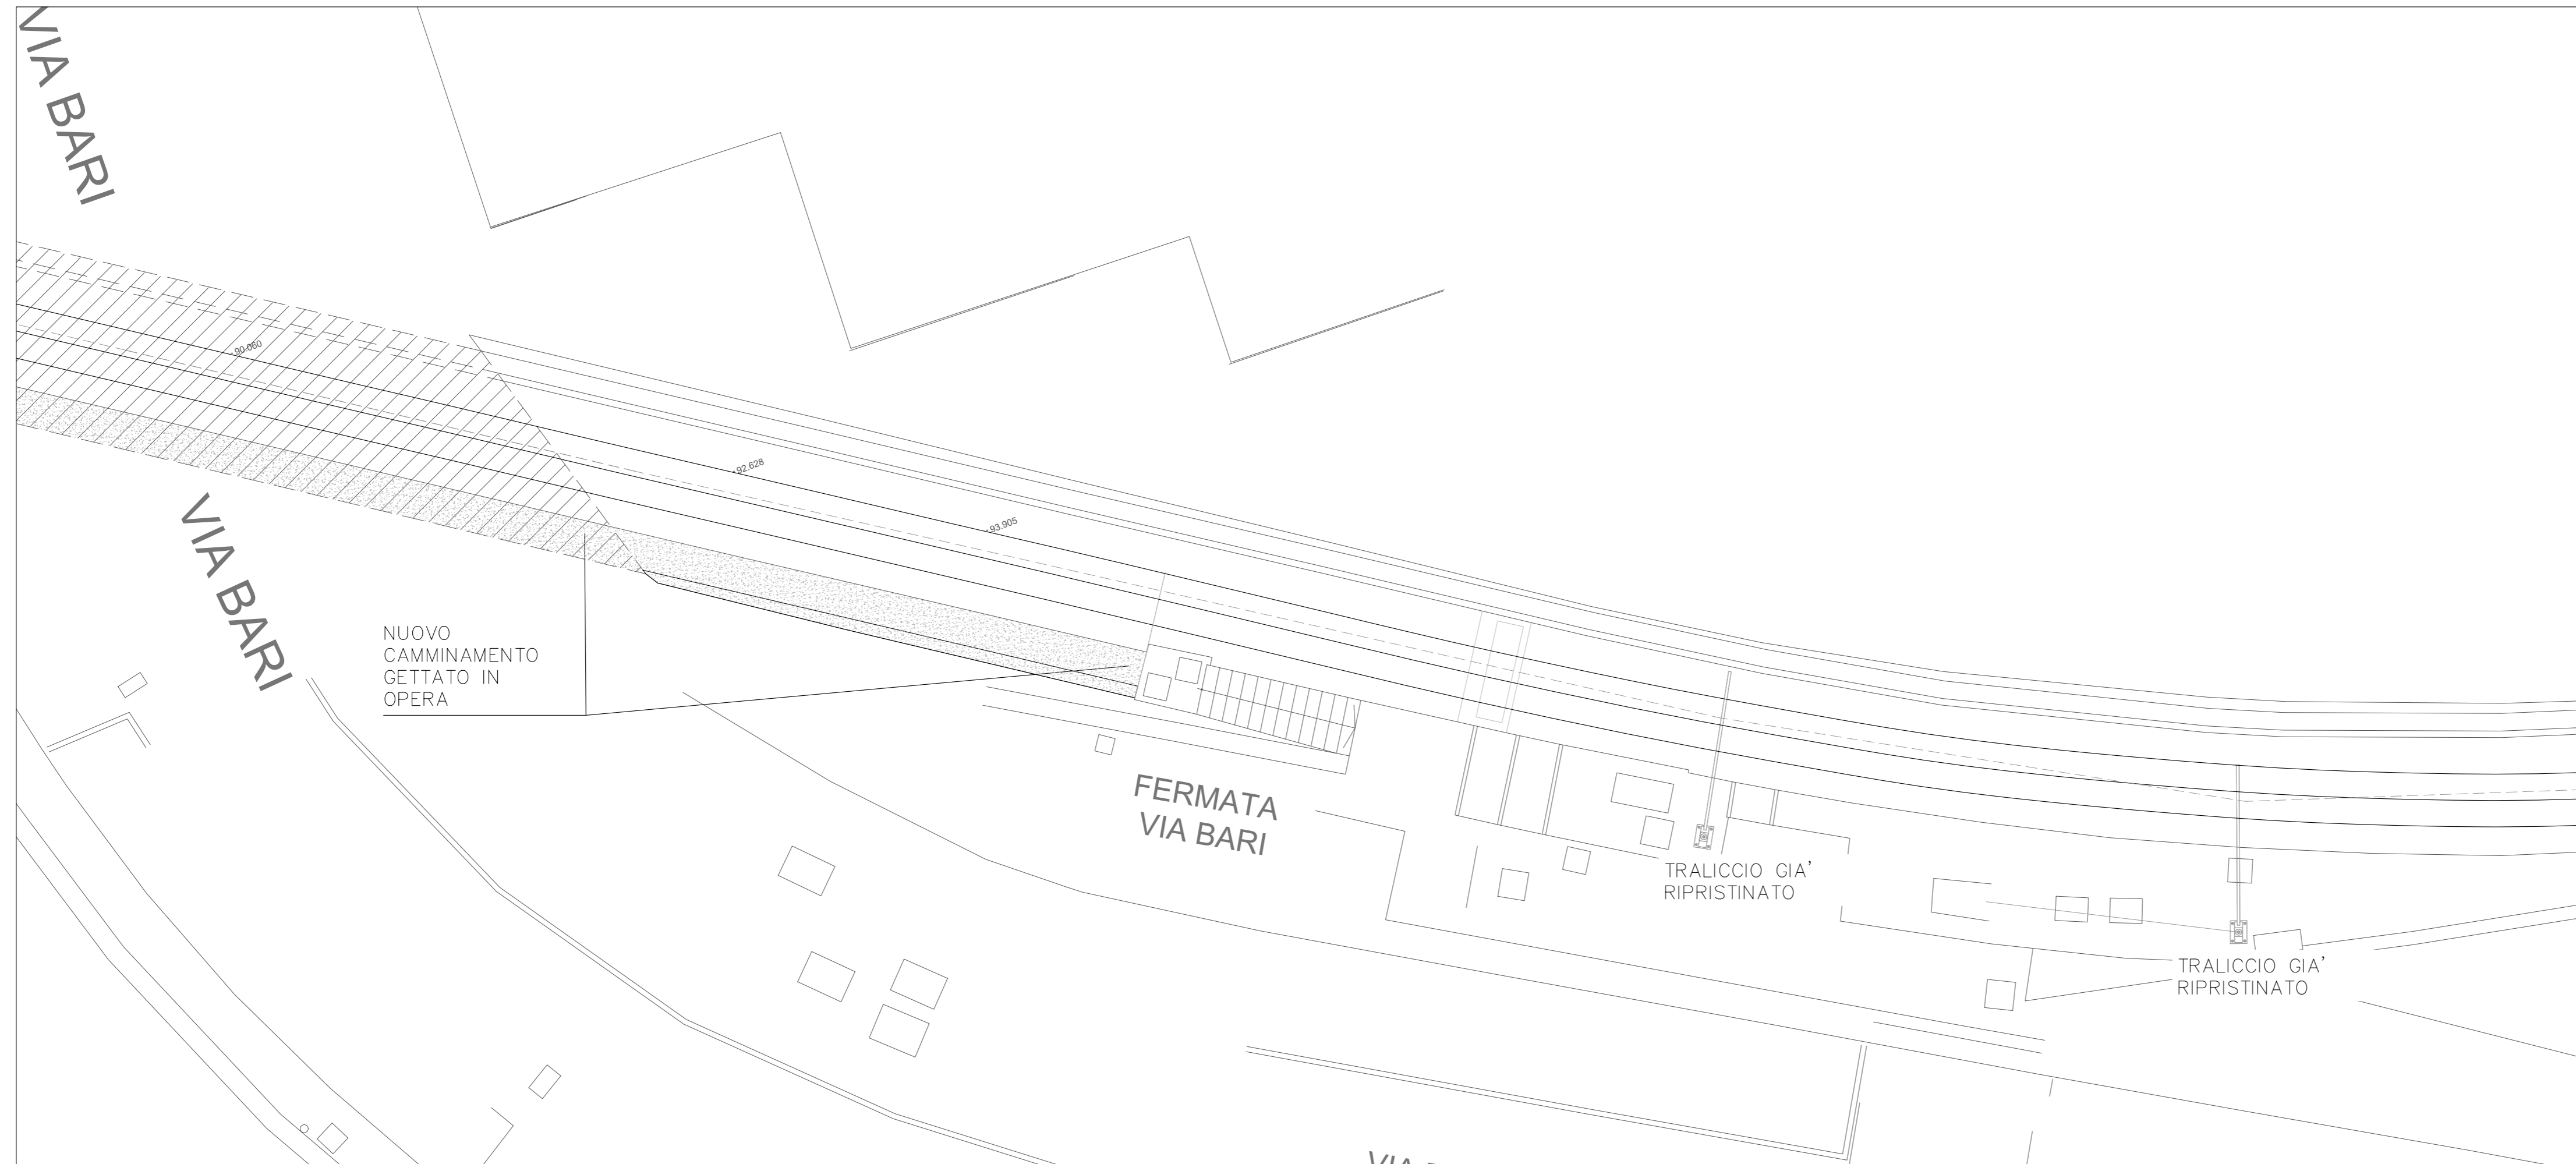 VIA BARI
90.060
92.628
93.905
VIA BARI
NUOVO
CAMMINAMENTO
GETTATO IN
OPERA
FERMATA
VIA BARI
TRALICCIO GIA'
RIPRISTINATO
TRALICCIO GIA'
RIPRISTINATO
VIA